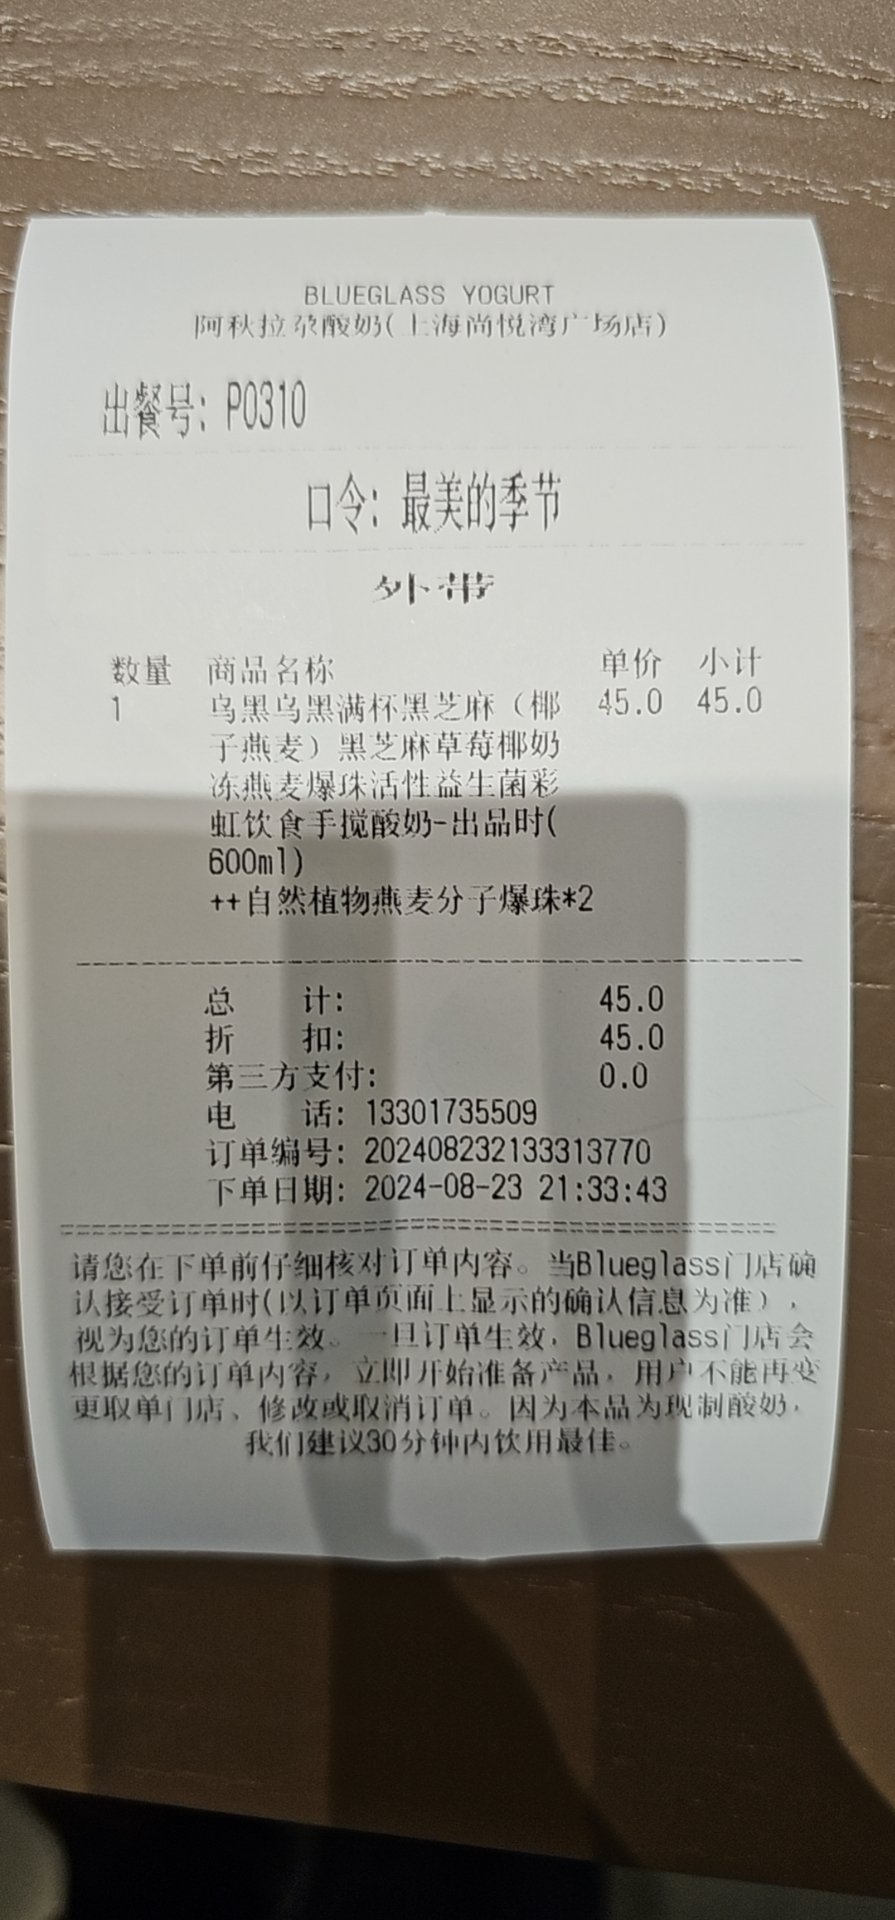 BLUEGLASS YOGURT
阿秋拉尕酸奶(上海尚悦湾广场店)
出餐号: P0310
口令: 最美的季节
外带
数量 商品名称 单价 小计
1 乌黑乌黑满杯黑芝麻（椰 45.0 45.0
子燕麦）黑芝麻草莓椰奶
冻燕麦爆珠活性益生菌彩
虹饮食手搅酸奶-出品时(
600ml)
++自然植物燕麦分子爆珠*2
总 计: 45.0
折 扣: 45.0
第三方支付: 0.0
电 话: 13301735509
订单编号: 202408232133313770
下单日期: 2024-08-23 21:33:43
请您在下单前仔细核对订单内容。当Blueglass门店确
认接受订单时(以订单页面上显示的确认信息为准)，
视为您的订单生效。一旦订单生效，Blueglass门店会
根据您的订单内容，立即开始准备产品，用户不能再变
更取单门店、修改或取消订单。因为本品为现制酸奶，
我们建议30分钟内饮用最佳。